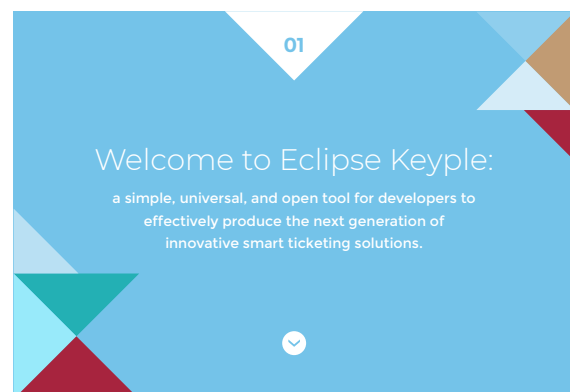 01
Welcome to Eclipse Keyple:
a simple, universal, and open tool for developers to
effectively produce the next generation of
innovative smart ticketing solutions.